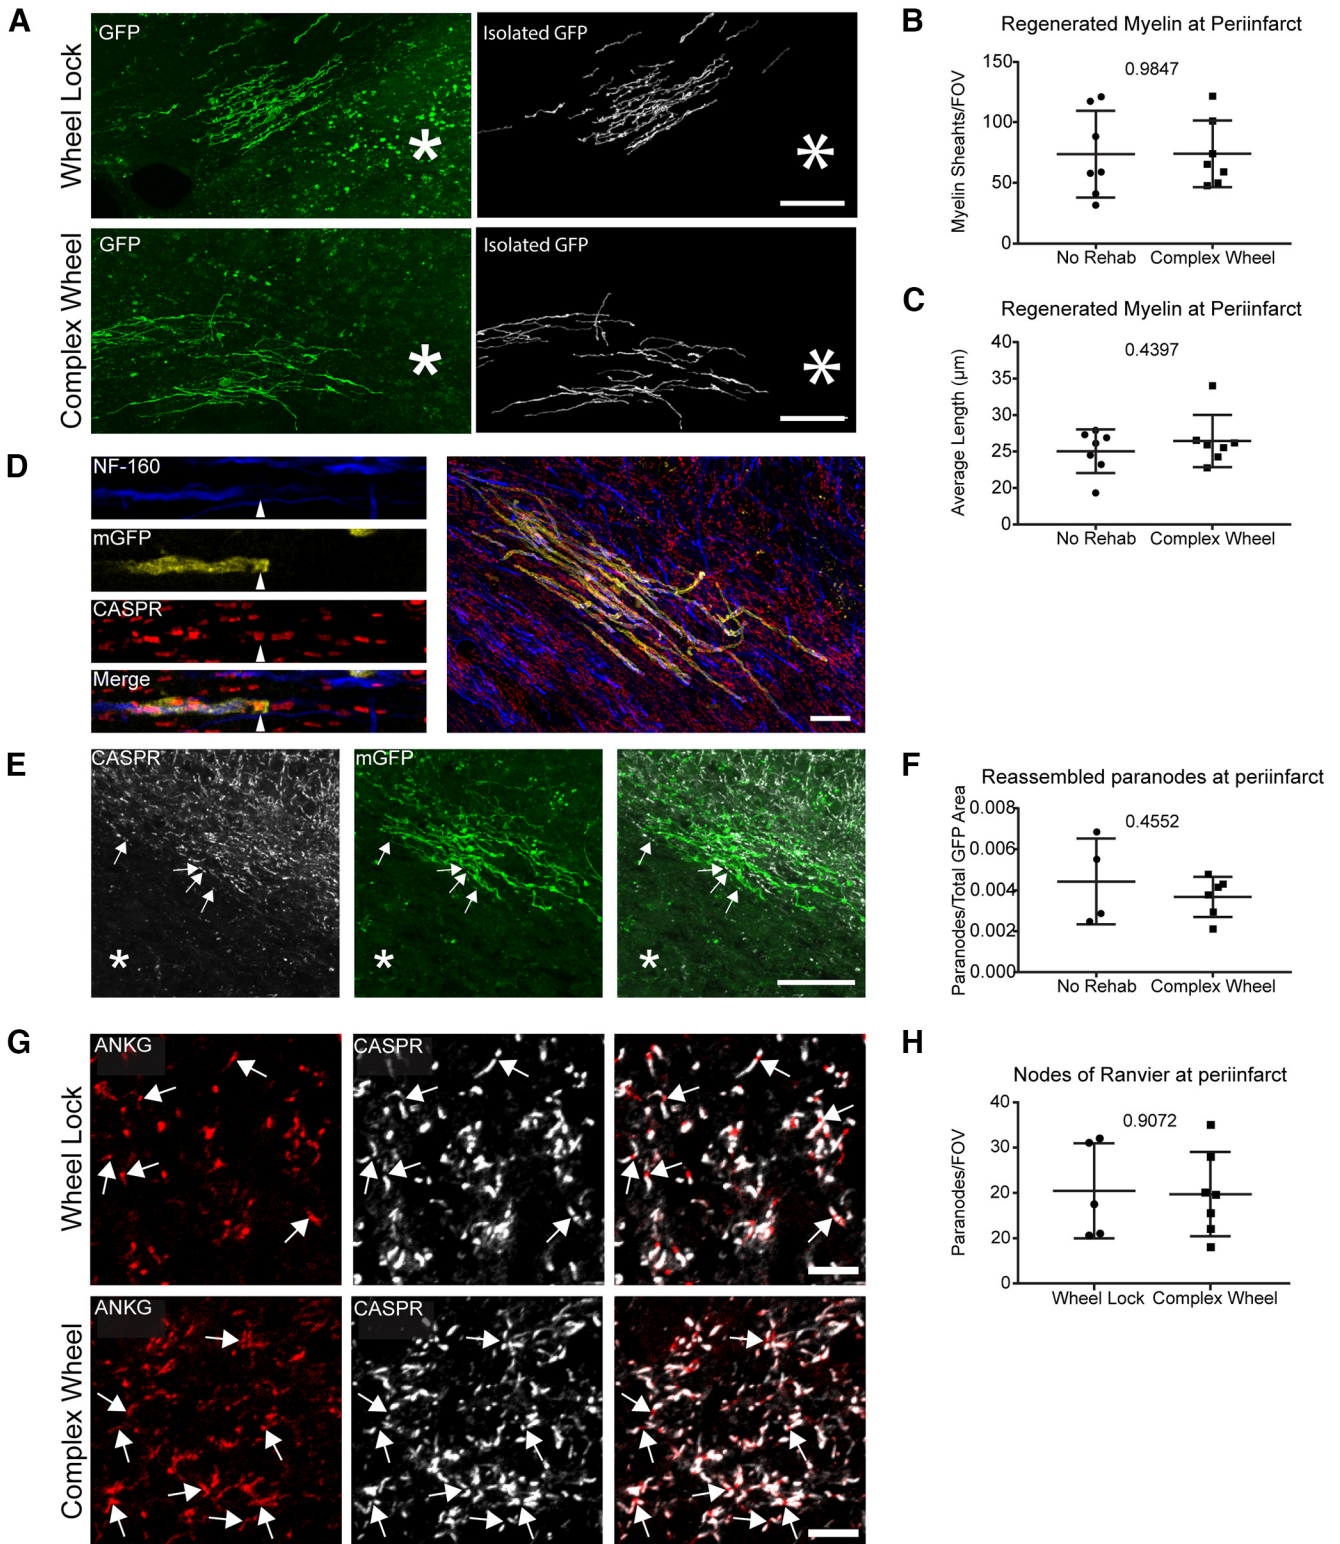 A
Wheel Lock
GFP
*
Isolated GFP
*
Complex Wheel
GFP
*
Isolated GFP
*
B
Regenerated Myelin at Periinfarct
0.9847
Myelin Sheahts/FOV
150
100
50
0
No Rehab Complex Wheel
C
Regenerated Myelin at Periinfarct
0.4397
Average Length (µm)
40
35
30
25
20
0
No Rehab Complex Wheel
D
NF-160
mGFP
CASPR
Merge
E
CASPR
*
mGFP
*
*
F
Reassembled paranodes at periinfarct
0.4552
Paranodes/Total GFP Area
0.008
0.006
0.004
0.002
0.000
No Rehab Complex Wheel
G
Wheel Lock
ANKG
CASPR
Complex Wheel
ANKG
CASPR
H
Nodes of Ranvier at periinfarct
0.9072
Paranodes/FOV
40
30
20
20
0
Wheel Lock Complex Wheel